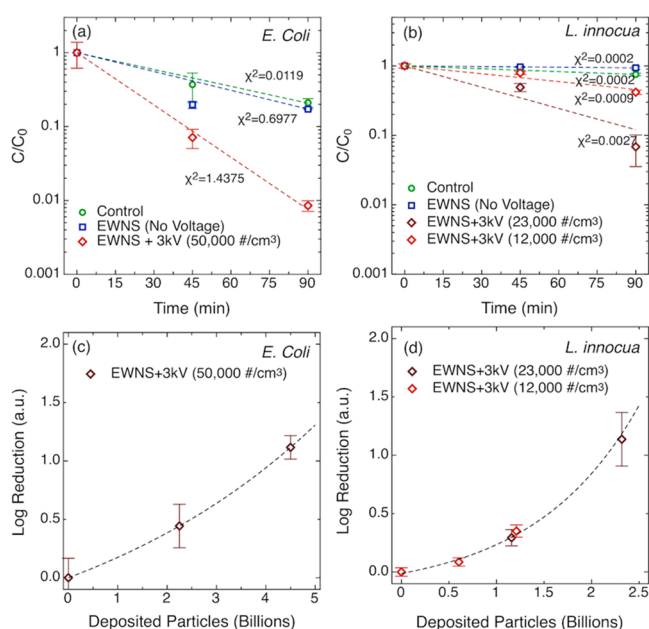 (a) E. Coli
1
0.1
0.01
0.001
C/C0
χ2=0.0119
χ2=0.6977
χ2=1.4375
Control
EWNS (No Voltage)
EWNS + 3kV (50,000 #/cm3)
0 15 30 45 60 75 90
Time (min)
(b) L. innocua
1
0.1
0.01
0.001
C/C0
χ2=0.0002
χ2=0.0002
χ2=0.0009
χ2=0.0027
Control
EWNS (No Voltage)
EWNS+3kV (23,000 #/cm3)
EWNS+3kV (12,000 #/cm3)
0 15 30 45 60 75 90
Time (min)
(c) E. Coli
EWNS+3kV (50,000 #/cm3)
2.0
1.5
1.0
0.5
0.0
Log Reduction (a.u.)
0 1 2 3 4 5
Deposited Particles (Billions)
(d) L. innocua
EWNS+3kV (23,000 #/cm3)
EWNS+3kV (12,000 #/cm3)
2.0
1.5
1.0
0.5
0.0
Log Reduction (a.u.)
0.0 0.5 1.0 1.5 2.0 2.5
Deposited Particles (Billions)